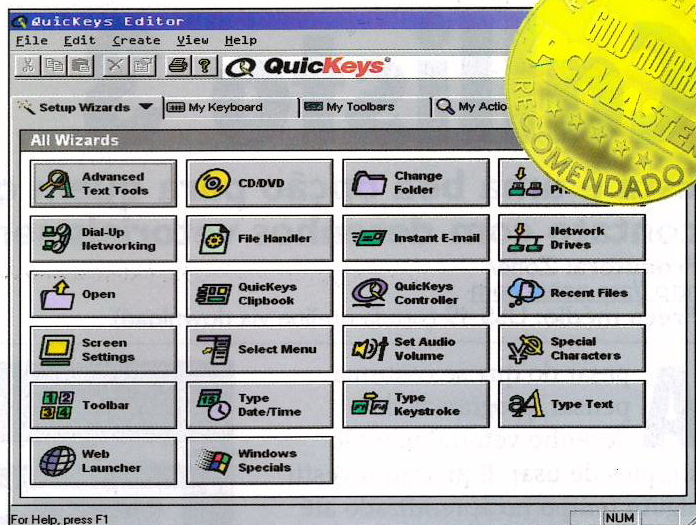 QuicKeys Editor
File Edit Create View Help
QuicKeys®
Setup Wizards
My Keyboard
My Toolbars
My Actio
GOLD AWARD
PCMASTER
RECOMENDADO
All Wizards
Advanced
Text Tools
CD/DVD
Change
Folder
Dial-Up
Networking
File Handler
Instant E-mail
Network
Drives
Open
QuicKeys
Clipbook
QuicKeys
Controller
Recent Files
Screen
Settings
Select Menu
Set Audio
Volume
Special
Characters
Toolbar
Type
Date/Time
Type
Keystroke
Type Text
Web
Launcher
Windows
Specials
For Help, press F1
NUM